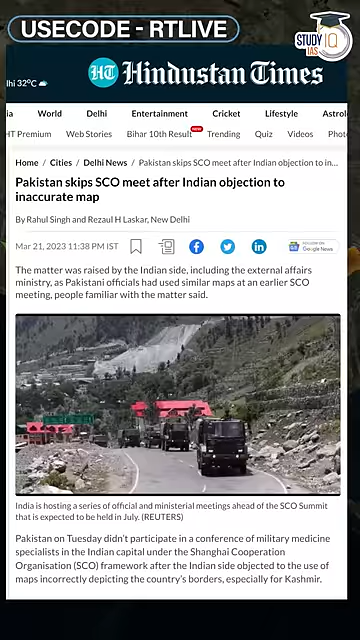 USECODE - RTLIVE
STUDY IQ
IAS
lhi 32°C
HT Hindustan Times
ia World Delhi Entertainment Cricket Lifestyle Astrol
HT Premium Web Stories Bihar 10th Result New Trending Quiz Videos Phot
Home / Cities / Delhi News / Pakistan skips SCO meet after Indian objection to in...
Pakistan skips SCO meet after Indian objection to
inaccurate map
By Rahul Singh and Rezaul H Laskar, New Delhi
Mar 21, 2023 11:38 PM IST
FOLLOW ON
Google News
The matter was raised by the Indian side, including the external affairs
ministry, as Pakistani officials had used similar maps at an earlier SCO
meeting, people familiar with the matter said.
India is hosting a series of official and ministerial meetings ahead of the SCO Summit
that is expected to be held in July. (REUTERS)
Pakistan on Tuesday didn't participate in a conference of military medicine
specialists in the Indian capital under the Shanghai Cooperation
Organisation (SCO) framework after the Indian side objected to the use of
maps incorrectly depicting the country's borders, especially for Kashmir.